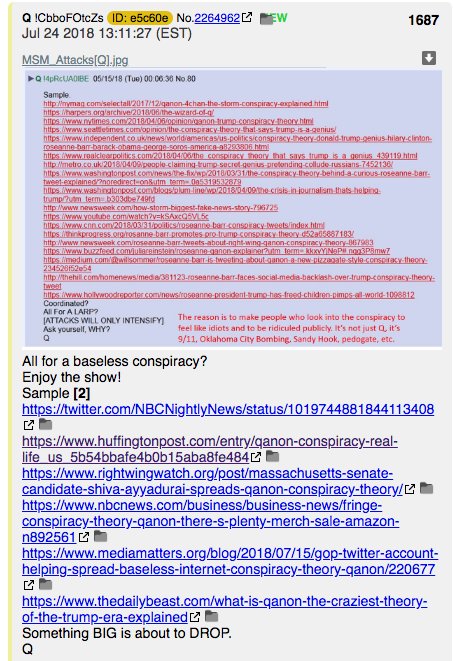 Q !CbboFOtcZs ID: e5c60e No.2264962 NEW 1687
Jul 24 2018 13:11:27 (EST)
MSM_Attacks[Q].jpg
Q !4pRcUA0lBE 05/15/18 (Tue) 00:06:36 No.80
Sample
http://nymag.com/selectall/2017/12/qanon-4chan-the-storm-conspiracy-explained.html
https://harpers.org/archive/2018/06/the-wizard-of-q/
https://www.nytimes.com/2018/04/06/opinion/qanon-trump-conspiracy-theory.html
https://www.seattletimes.com/opinion/the-conspiracy-theory-that-says-trump-is-a-genius/
https://www.independent.co.uk/news/world/americas/us-politics/conspiracy-theory-donald-trump-genius-hilary-clinton-
roseanne-barr-barack-obama-george-soros-america-a8293806.html
https://www.realclearpolitics.com/2018/04/06/the_conspiracy_theory_that_says_trump_is_a_genius_439119.html
http://metro.co.uk/2018/04/09/people-claiming-trump-secret-genius-pretending-collude-russians-7452136/
https://www.washingtonpost.com/news/the-fix/wp/2018/03/31/the-conspiracy-theory-behind-a-curious-roseanne-barr-
tweet-explained/?noredirect=on&utm_term=.0a5319532879
https://www.washingtonpost.com/blogs/plum-line/wp/2018/04/09/the-crisis-in-journalism-thats-helping-
trump/?utm_term=.b303dbe749fd
http://www.newsweek.com/how-storm-biggest-fake-news-story-796725
https://www.youtube.com/watch?v=kSAxcQ5VL5c
https://www.cnn.com/2018/03/31/politics/roseanne-barr-conspiracy-tweets/index.html
https://thinkprogress.org/roseanne-barr-promotes-pro-trump-conspiracy-theory-d52a65667183/
http://www.newsweek.com/roseanne-barr-tweets-about-right-wing-qanon-conspiracy-theory-867983
https://www.buzzfeed.com/julianeinstein/roseanne-qanon-explainer?utm_term=.kkxxYjNeP#.nqg3P8mw7
https://medium.com/@willsommer/roseanne-barr-is-tweeting-about-qanon-a-new-pizzagate-style-conspiracy-theory-
234526f52e54
http://thehill.com/homenews/media/381123-roseanne-barr-faces-social-media-backlash-over-trump-conspiracy-theory-
tweet
https://www.hollywoodreporter.com/news/roseanne-president-trump-has-freed-children-pimps-all-world-1098812
Coordinated?
All For A LARP?
[ATTACKS WILL ONLY INTENSIFY]
Ask yourself, WHY?
Q
The reason is to make people who look into the conspiracy to
feel like idiots and to be ridiculed publicly. It's not just Q, it's
9/11, Oklahoma City Bombing, Sandy Hook, pedogate, etc.
All for a baseless conspiracy?
Enjoy the show!
Sample [2]
https://twitter.com/NBCNightlyNews/status/1019744881844113408
https://www.huffingtonpost.com/entry/qanon-conspiracy-real-
life_us_5b54bbafe4b0b15aba8fe484
https://www.rightwingwatch.org/post/massachusetts-senate-
candidate-shiva-ayyadurai-spreads-qanon-conspiracy-theory/
https://www.nbcnews.com/business/business-news/fringe-
conspiracy-theory-qanon-there-s-plenty-merch-sale-amazon-
n892561
https://www.mediamatters.org/blog/2018/07/15/gop-twitter-account-
helping-spread-baseless-internet-conspiracy-theory-qanon/220677
https://www.thedailybeast.com/what-is-qanon-the-craziest-theory-
of-the-trump-era-explained
Something BIG is about to DROP.
Q